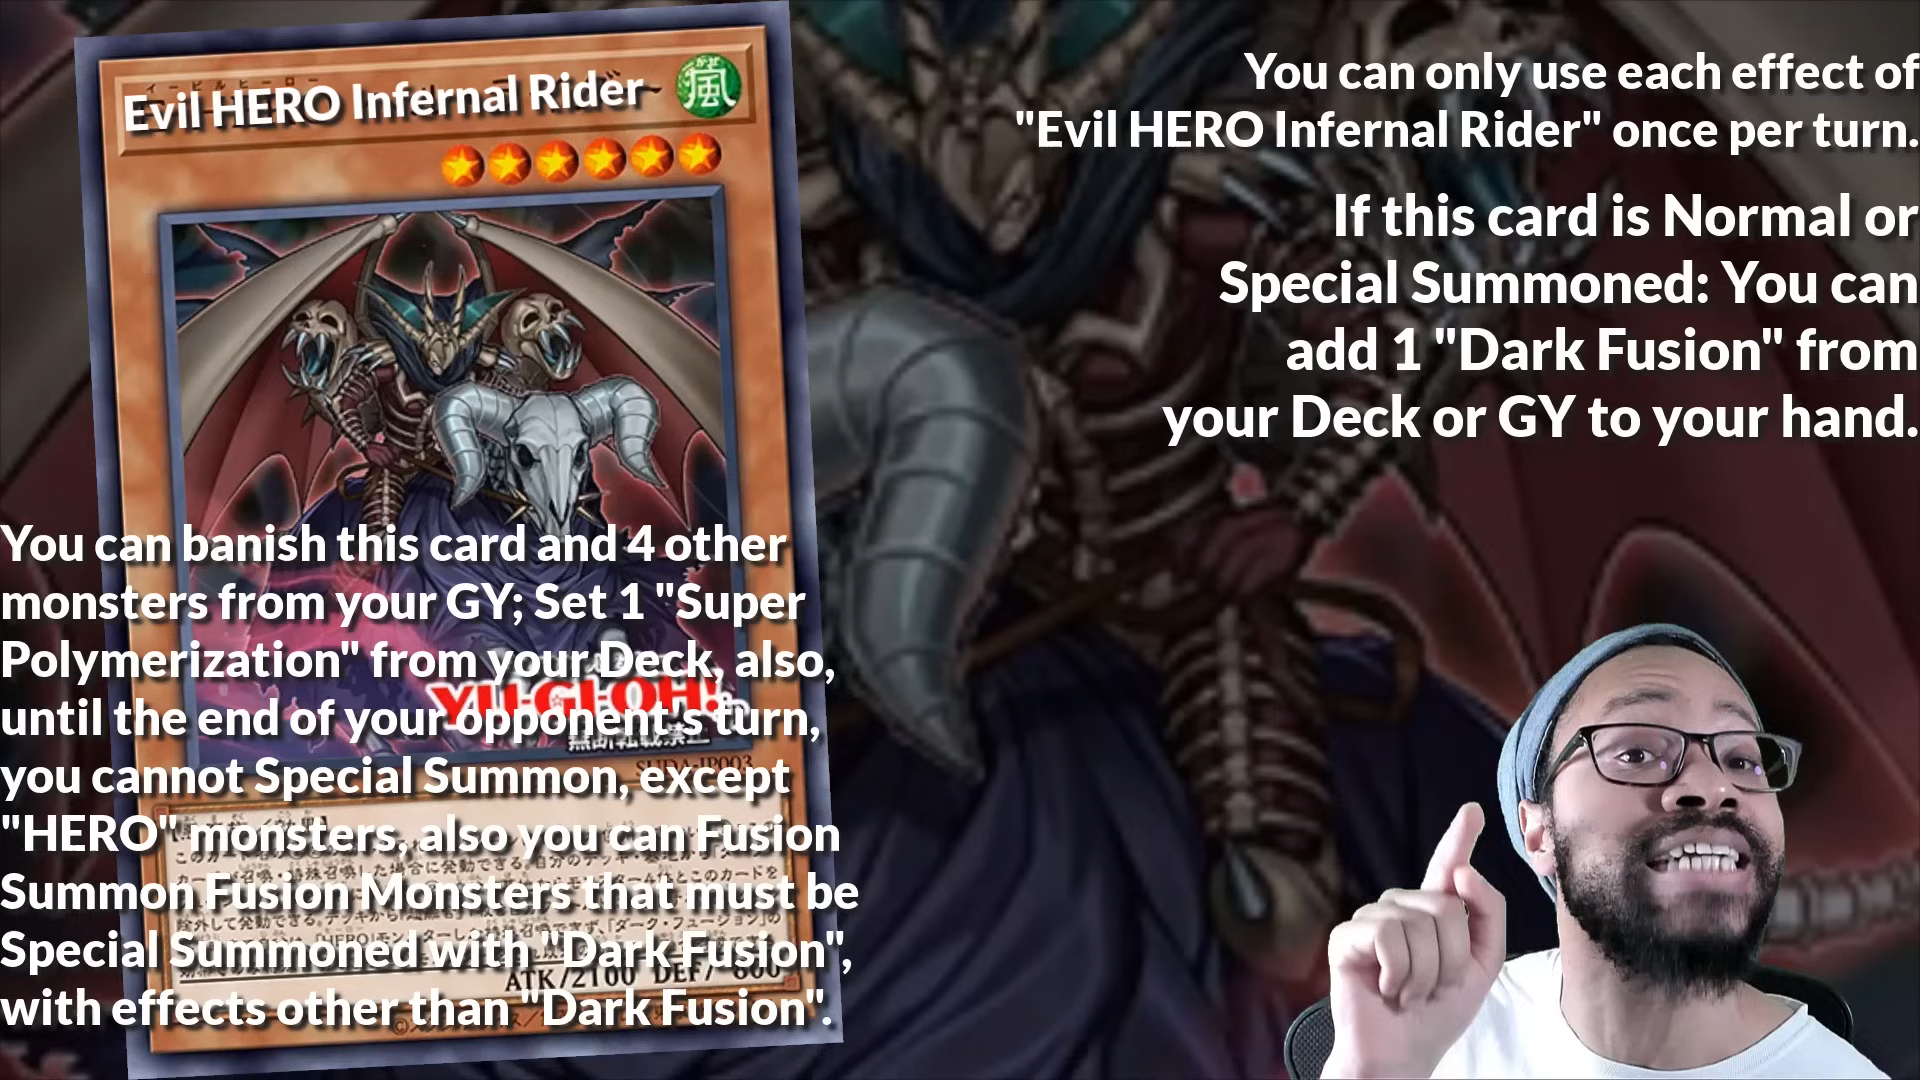 Evil HERO Infernal Rider
風
You can only use each effect of
"Evil HERO Infernal Rider" once per turn.
If this card is Normal or
Special Summoned: You can
add 1 "Dark Fusion" from
your Deck or GY to your hand.
You can banish this card and 4 other
monsters from your GY; Set 1 "Super
Polymerization" from your Deck, also,
until the end of your opponent's turn,
you cannot Special Summon, except
"HERO" monsters, also you can Fusion
Summon Fusion Monsters that must be
Special Summoned with "Dark Fusion",
with effects other than "Dark Fusion".
YU-GI-OH!
SUDA-JP003
ATK/2100 DEF/ 600